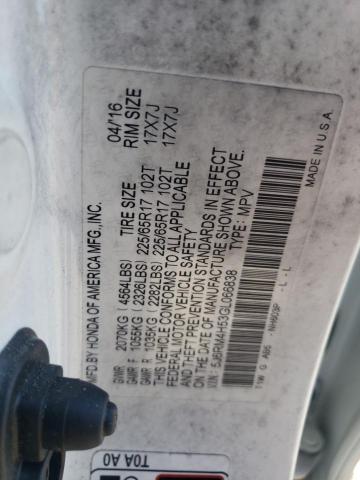 MFD.BY HONDA OF AMERICA MFG.,INC. 04/16
TIRE SIZE RIM SIZE
GVWR 2070KG (4564LBS)
GAWR F 1055KG (2326LBS) 225/65R17 102T 17X7J
GAWR R 1035KG (2282LBS) 225/65R17 102T 17X7J
THIS VEHICLE CONFORMS TO ALL APPLICABLE
FEDERAL MOTOR VEHICLE SAFETY
AND THEFT PREVENTION STANDARDS IN EFFECT
ON THE DATE OF MANUFACTURE SHOWN ABOVE.
5J6RM4H53GL066838 TYPE: MPV
T1W G A95 NH603P - L - L
MADE IN U.S.A.
T0A A0